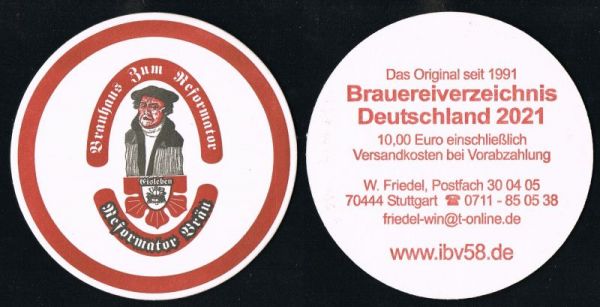 Brauhaus Zum Reformator
Eisleben
Reformator Bräu
Das Original seit 1991
Brauereiverzeichnis
Deutschland 2021
10,00 Euro einschließlich
Versandkosten bei Vorabzahlung
W. Friedel, Postfach 30 04 05
70444 Stuttgart ☎ 0711 - 85 05 38
friedel-win@t-online.de
www.ibv58.de